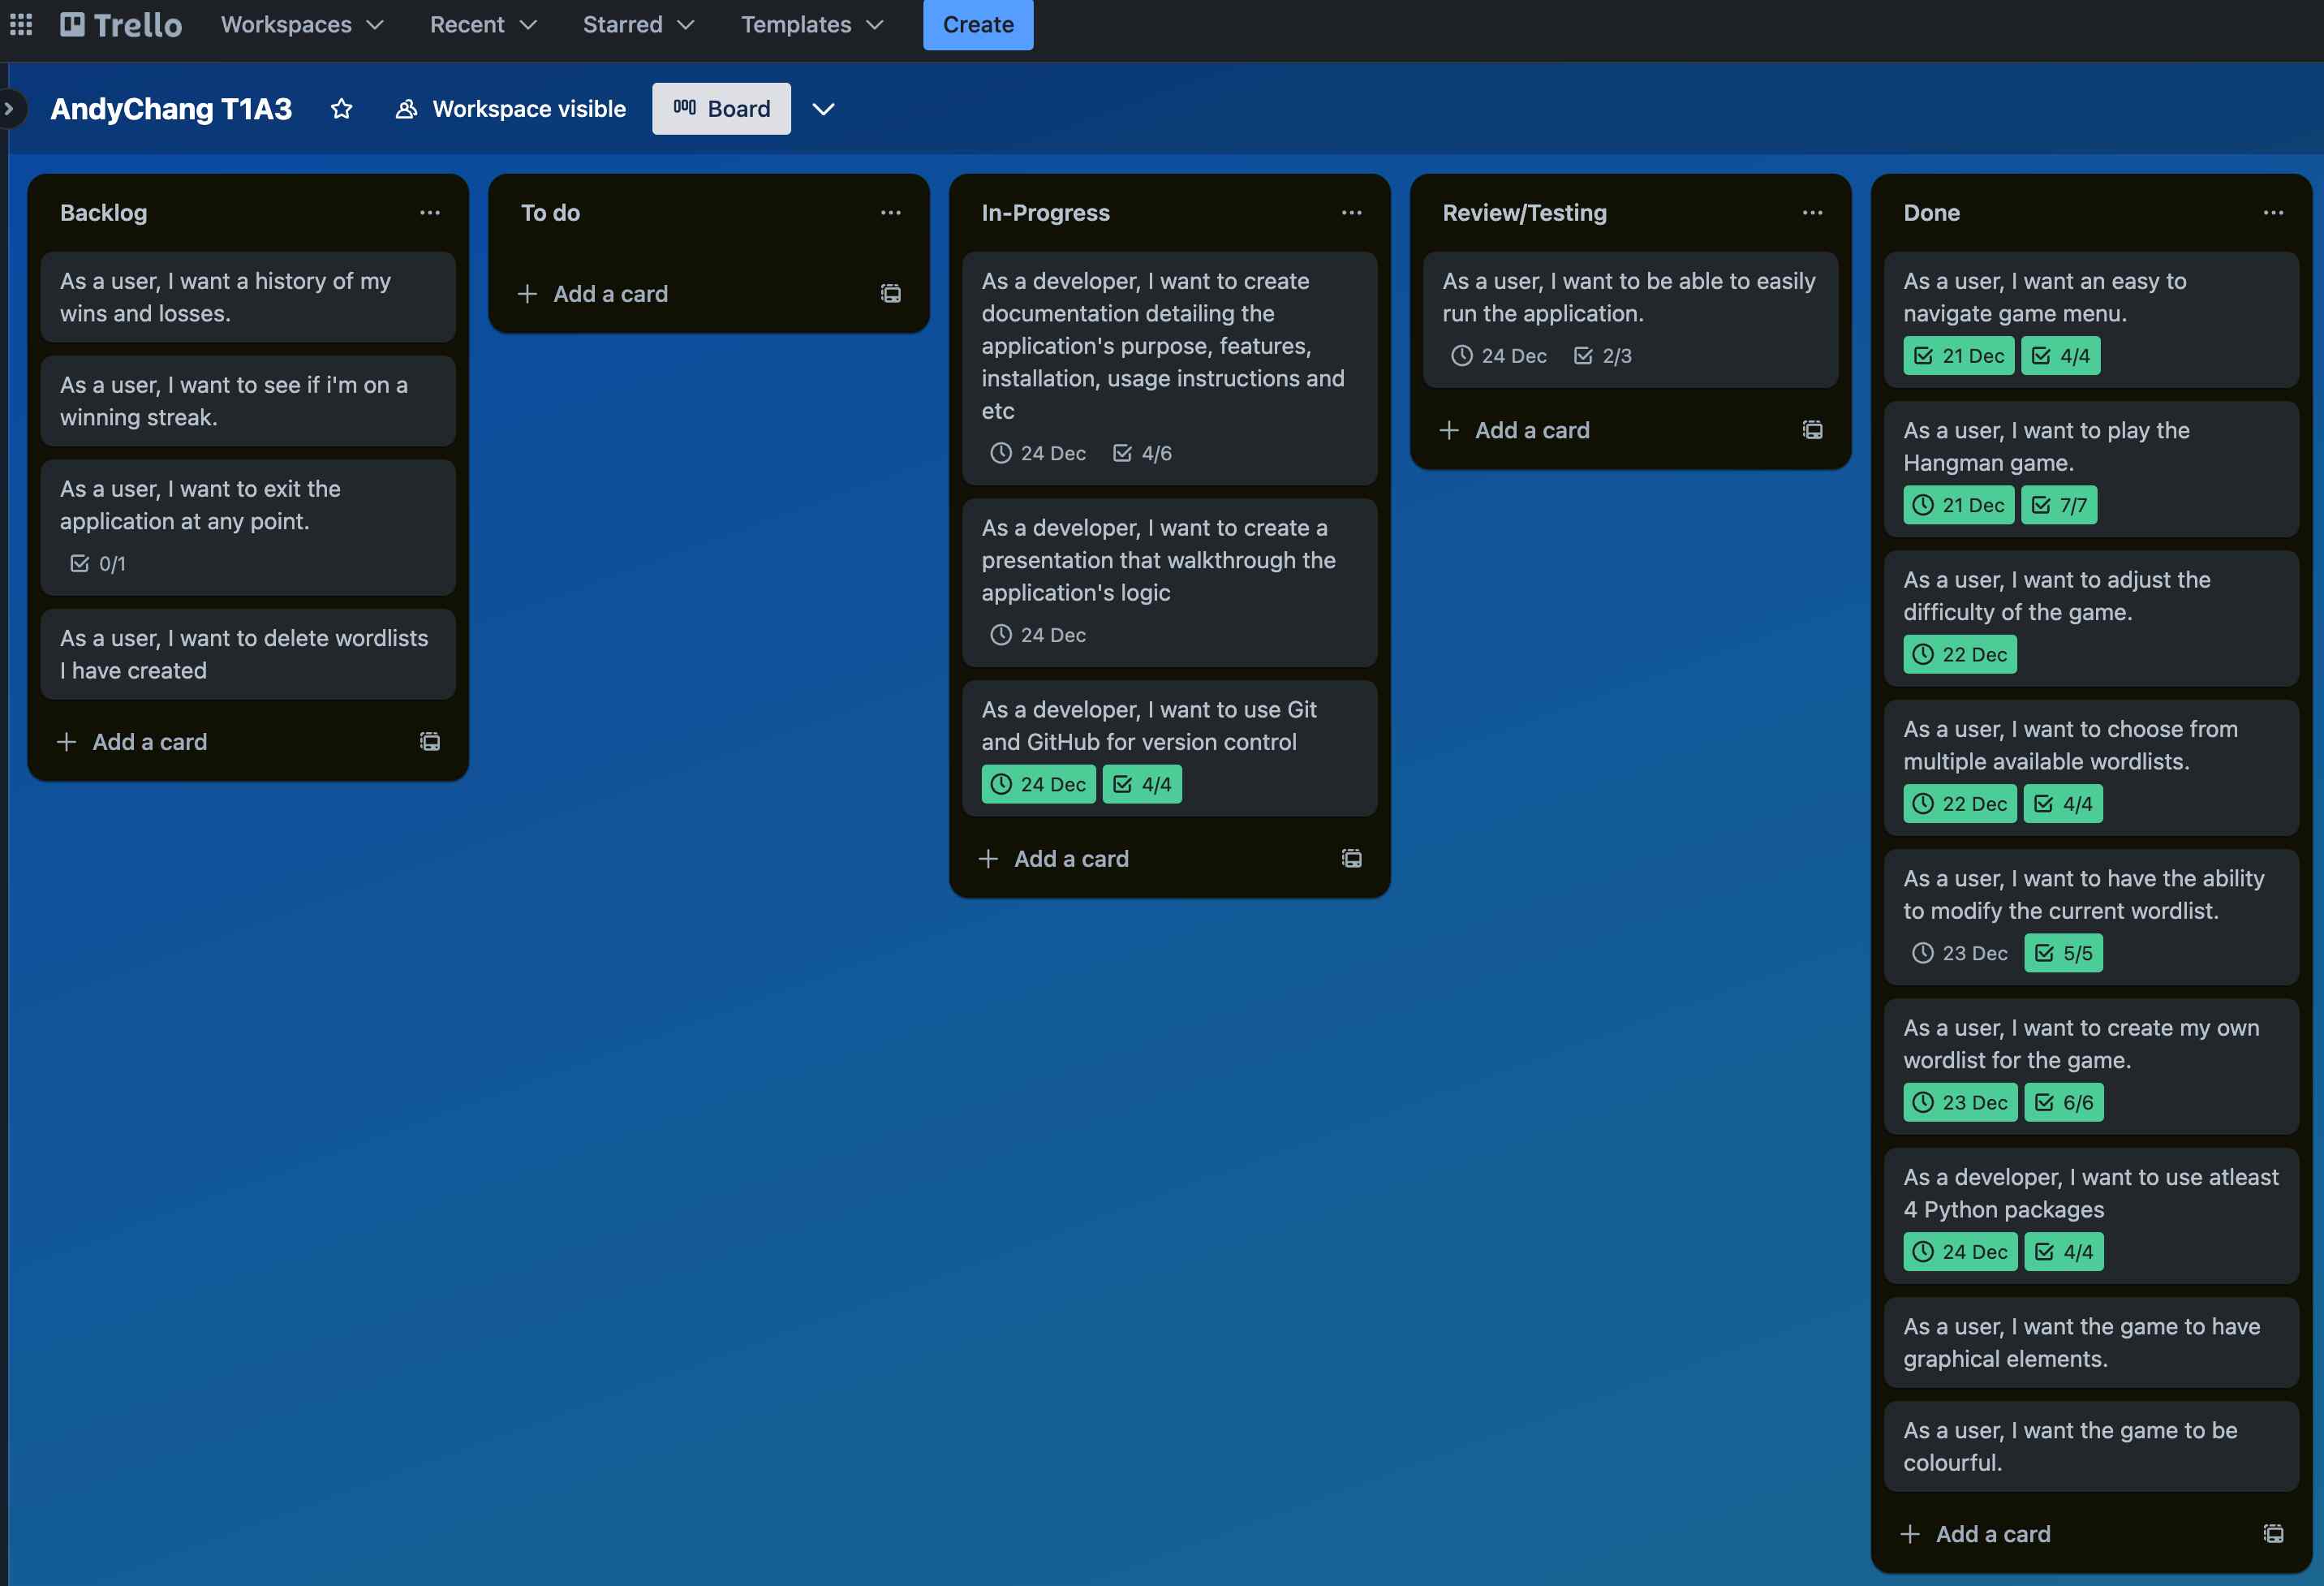 Trello
Workspaces
Recent
Starred
Templates
Create
AndyChang T1A3
Workspace visible
Board
Backlog
As a user, I want a history of my
wins and losses.
As a user, I want to see if i'm on a
winning streak.
As a user, I want to exit the
application at any point.
0/1
As a user, I want to delete wordlists
I have created
Add a card
To do
Add a card
In-Progress
As a developer, I want to create
documentation detailing the
application's purpose, features,
installation, usage instructions and
etc
24 Dec 4/6
As a developer, I want to create a
presentation that walkthrough the
application's logic
24 Dec
As a developer, I want to use Git
and GitHub for version control
24 Dec 4/4
Add a card
Review/Testing
As a user, I want to be able to easily
run the application.
24 Dec 2/3
Add a card
Done
As a user, I want an easy to
navigate game menu.
21 Dec 4/4
As a user, I want to play the
Hangman game.
21 Dec 7/7
As a user, I want to adjust the
difficulty of the game.
22 Dec
As a user, I want to choose from
multiple available wordlists.
22 Dec 4/4
As a user, I want to have the ability
to modify the current wordlist.
23 Dec 5/5
As a user, I want to create my own
wordlist for the game.
23 Dec 6/6
As a developer, I want to use atleast
4 Python packages
24 Dec 4/4
As a user, I want the game to have
graphical elements.
As a user, I want the game to be
colourful.
Add a card